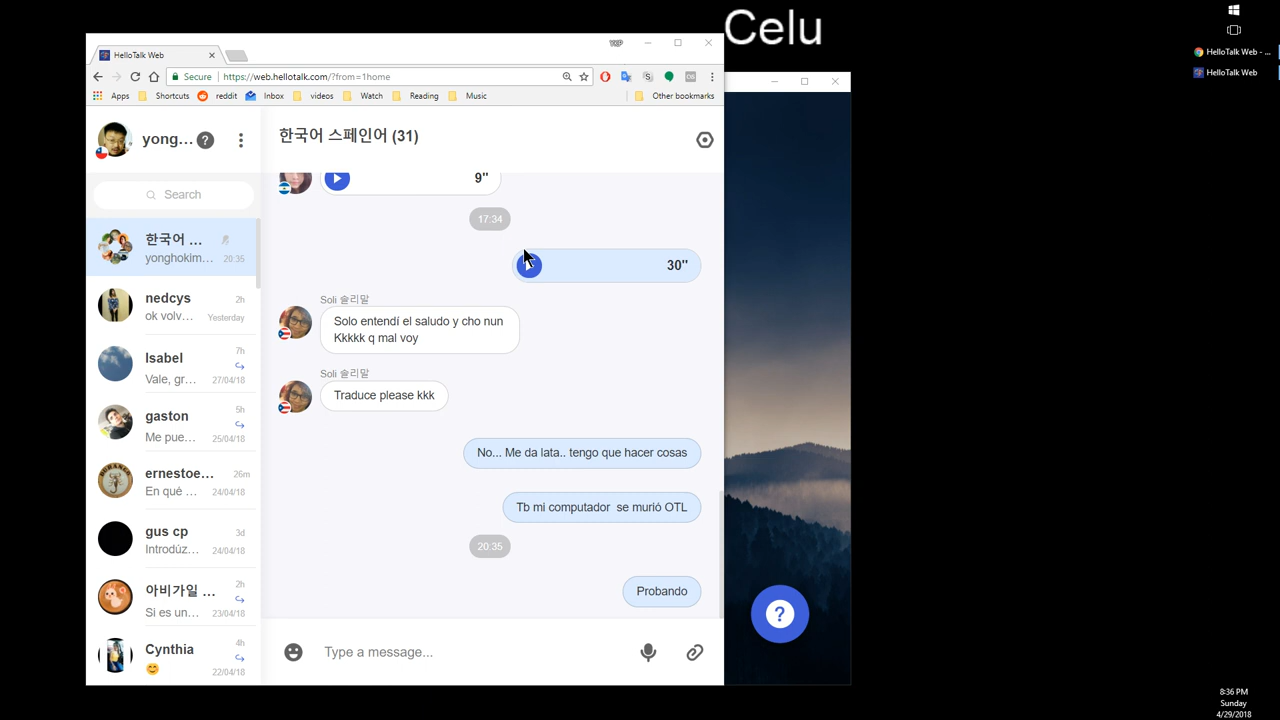 Celu
HelloTalk Web
Secure
https://web.hellotalk.com/?from=1home
Apps
Shortcuts
reddit
Inbox
videos
Watch
Reading
Music
Other bookmarks
HelloTalk Web - ...
HelloTalk Web
yong...
한국어 스페인어 (31)
Search
한국어 ...
yonghokim...
20:35
nedcys
2h
ok volv...
Yesterday
Isabel
7h
Vale, gr...
27/04/18
gaston
5h
Me pue...
25/04/18
ernestoe...
26m
En qué ...
24/04/18
gus cp
3d
Introdúz...
24/04/18
아비가일 ...
2h
Si es un...
23/04/18
Cynthia
4h
22/04/18
9"
17:34
30"
Soli 솔리말
Solo entendí el saludo y cho nun
Kkkkk q mal voy
Soli 솔리말
Traduce please kkk
No... Me da lata.. tengo que hacer cosas
Tb mi computador se murió OTL
20:35
Probando
Type a message...
?
8:36 PM
Sunday
4/29/2018